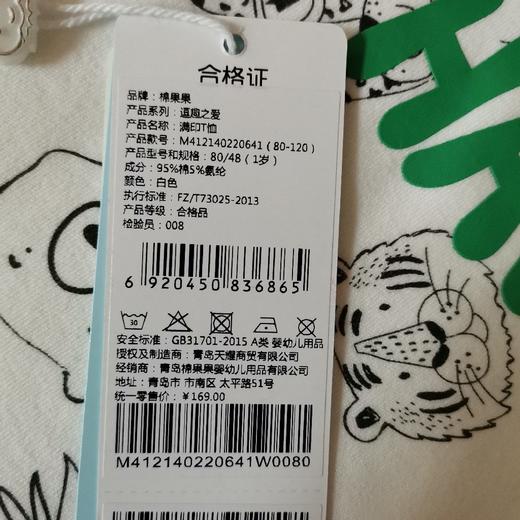 合格证
品牌：棉果果
产品系列：逗趣之爱
产品名称：满印T恤
产品款号：M412140220641（80-120）
产品型号和规格：80/48（1岁）
成分：95%棉5%氨纶
颜色：白色
执行标准：FZ/T73025-2013
产品等级：合格品
检验员：008
6 920450 836865
30
安全标准：GB31701-2015 A类 婴幼儿用品
授权及制造商：青岛天耀商贸有限公司
经销商：青岛棉果果婴幼儿用品有限公司
地址：青岛市 市南区 太平路51号
统一零售价：￥169.00
M412140220641W0080